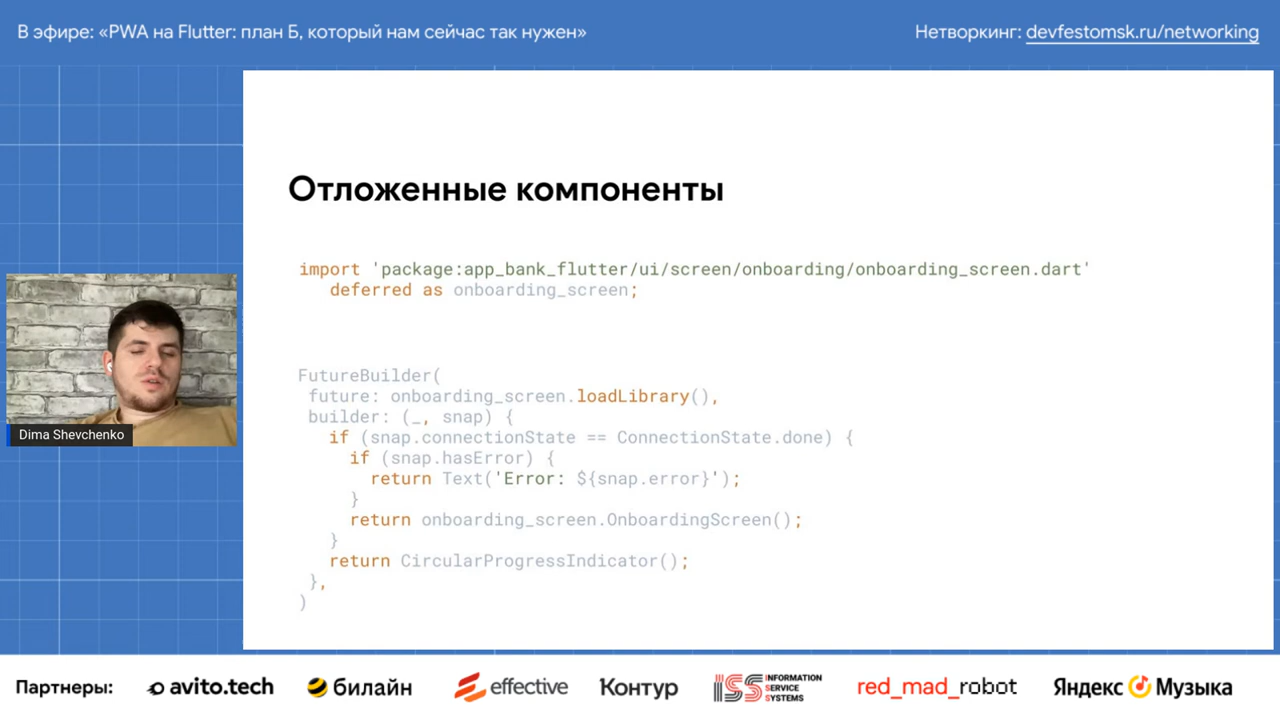 В эфире: «PWA на Flutter: план Б, который нам сейчас так нужен»
Нетворкинг: devfestomsk.ru/networking
Отложенные компоненты
import 'package:app_bank_flutter/ui/screen/onboarding/onboarding_screen.dart'
deferred as onboarding_screen;
FutureBuilder(
future: onboarding_screen.loadLibrary(),
builder: (_, snap) {
if (snap.connectionState == ConnectionState.done) {
if (snap.hasError) {
return Text('Error: ${snap.error}');
}
return onboarding_screen.OnboardingScreen();
}
return CircularProgressIndicator();
},
)
Dima Shevchenko
Партнеры: avito.tech билайн effective Контур ISS INFORMATION SERVICE SYSTEMS red_mad_robot Яндекс Музыка